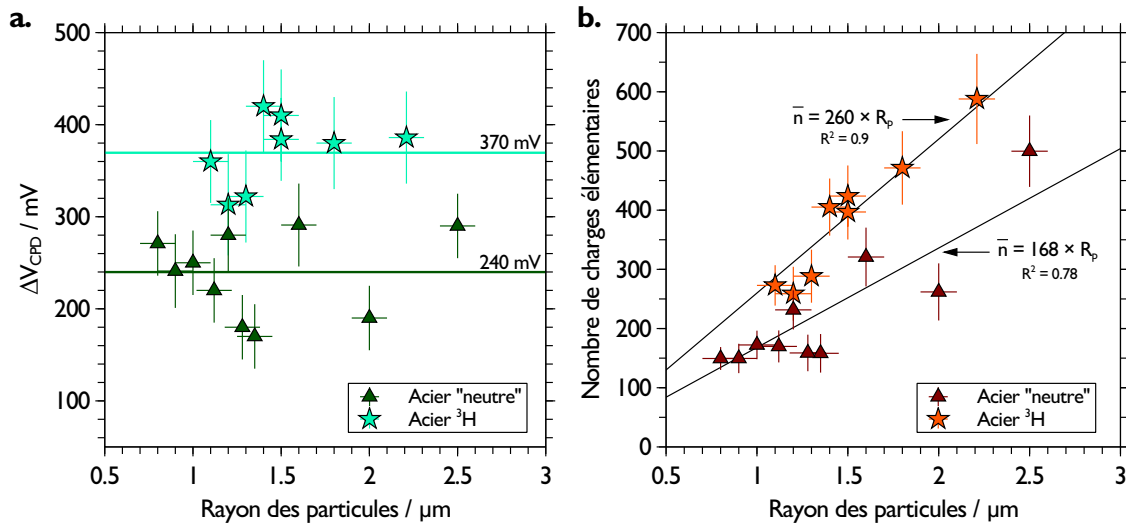 a.
500
400
300
200
100
ΔV_CPD / mV
370 mV
240 mV
Acier "neutre"
Acier ³H
0.5
1
1.5
2
2.5
3
Rayon des particules / µm
b.
700
600
500
400
300
200
100
0
Nombre de charges élémentaires
n̅ = 260 × Rₚ
R² = 0.9
n̅ = 168 × Rₚ
R² = 0.78
Acier "neutre"
Acier ³H
0.5
1
1.5
2
2.5
3
Rayon des particules / µm